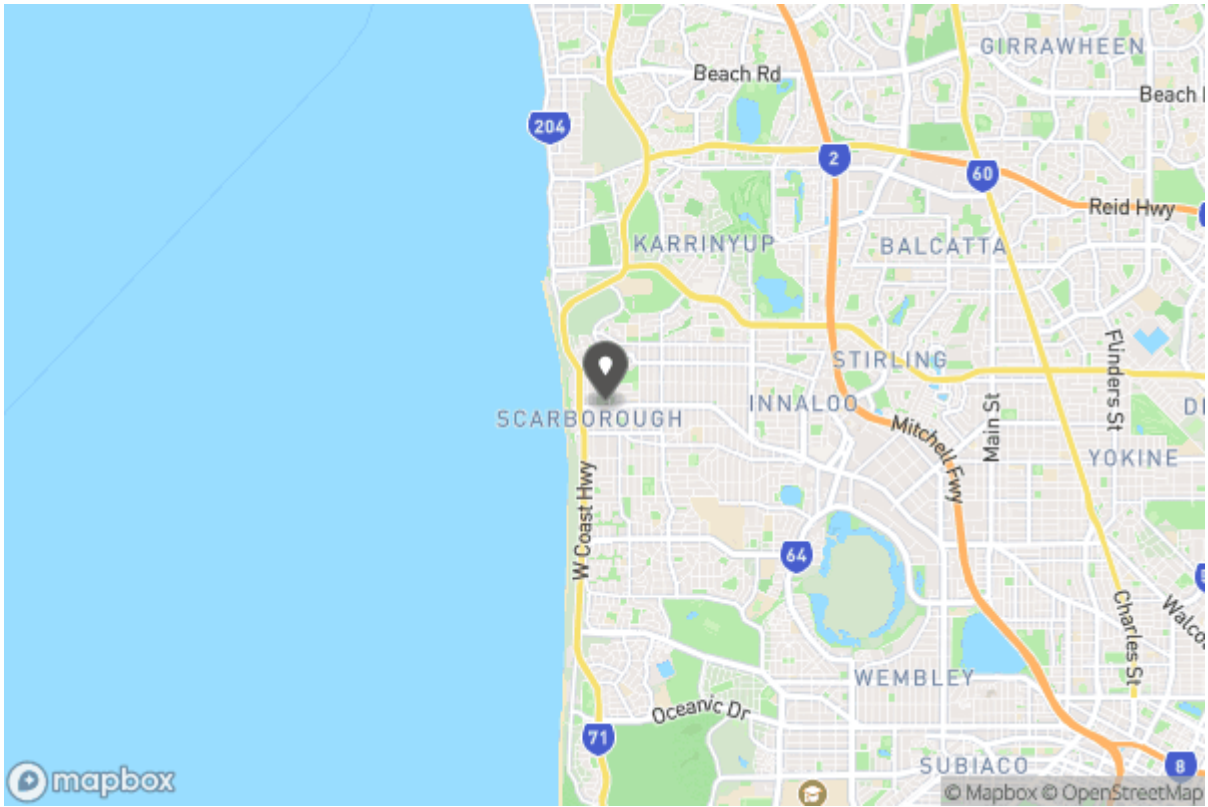 GIRRAWHEEN
Beach Rd
Beach
204
2
60
Reid Hwy
KARRINYUP
BALCATTA
STIRLING
Flinders St
INNALOO
Main St
SCARBOROUGH
Mitchell Fwy
YOKINE
W Coast Hwy
64
Charles St
WEMBLEY
Oceanic Dr
71
SUBIACO
8
mapbox
© Mapbox © OpenStreetMap